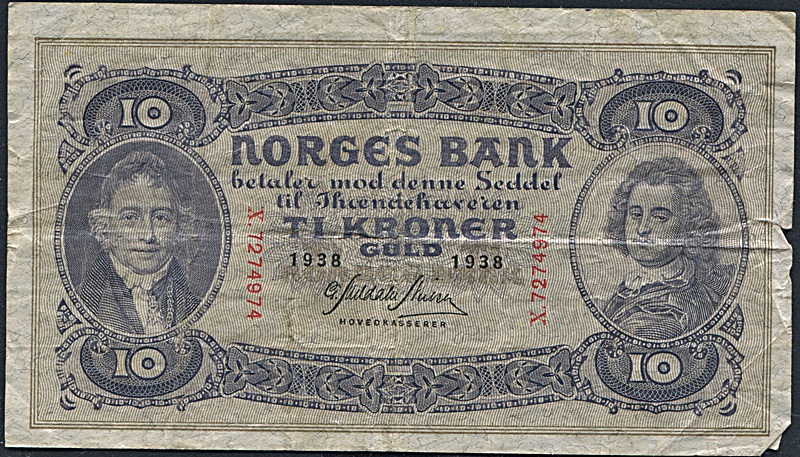 10 10
NORGES BANK
betaler mod denne Seddel
til Ihændehaveren
TI KRONER
GULD
1938 1938
X.7274974 X.7274974
HOVEDKASSERER
10 10